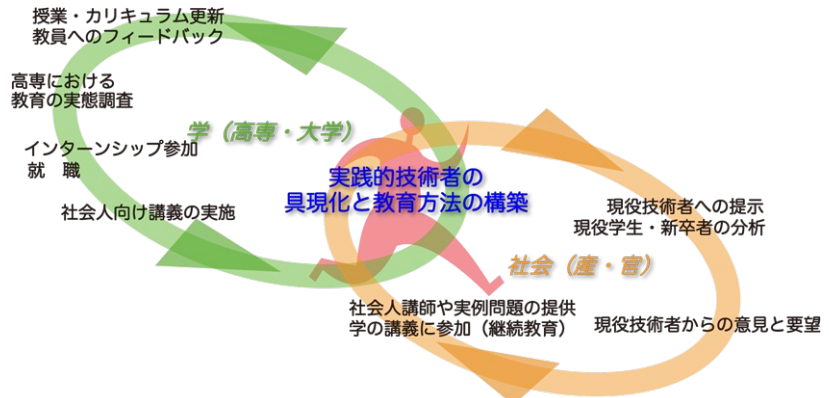 授業・カリキュラム更新
教員へのフィードバック
高専における
教育の実態調査
学（高専・大学）
インターンシップ参加
就　職
社会人向け講義の実施
実践的技術者の
具現化と教育方法の構築
現役技術者への提示
現役学生・新卒者の分析
社会（産・官）
社会人講師や実例問題の提供
学の講義に参加（継続教育）
現役技術者からの意見と要望